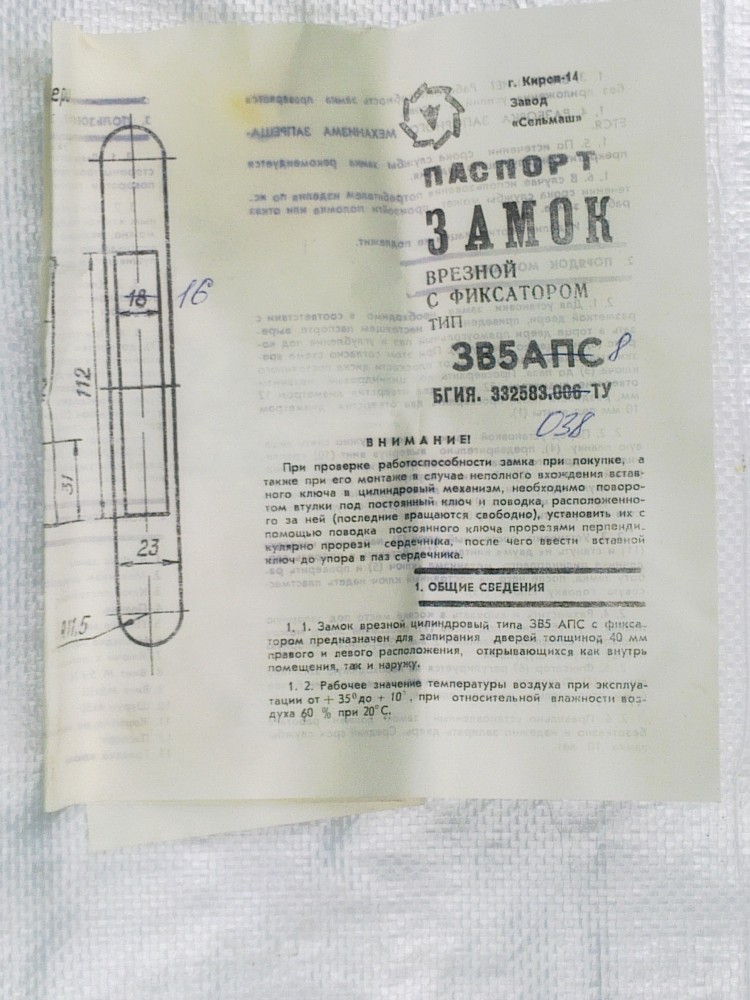 г. Киров-14
Завод
«Сельмаш»
ПАСПОРТ
ЗАМОК
ВРЕЗНОЙ
С ФИКСАТОРОМ
ТИП
ЗВ5АПС 8
БГИЯ. 332583.006-ТУ
038
18 16
112
31
23
ВНИМАНИЕ!
При проверке работоспособности замка при покупке, а
также при его монтаже в случае неполного вхождения встав-
ного ключа в цилиндровый механизм, необходимо поворо-
том втулки под постоянный ключ и поводка, расположенно-
го за ней (последние вращаются свободно), установить их с
помощью поводка постоянного ключа прорезями перпенди-
кулярно прорези сердечника, после чего ввести вставной
ключ до упора в паз сердечника.
1. ОБЩИЕ СВЕДЕНИЯ
1. 1. Замок врезной цилиндровый типа ЗВ5 АПС с фикса-
тором предназначен для запирания дверей толщиной 40 мм
правого и левого расположения, открывающихся как внутрь
помещения, так и наружу.
1. 2. Рабочее значение температуры воздуха при эксплуа-
тации от + 35° до + 10°, при относительной влажности воз-
духа 60 % при 20°С.